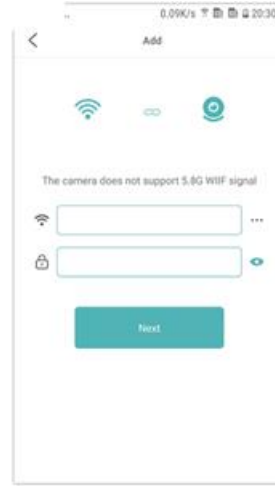 .. 0.09K/s 20:30
Add
The camera does not support 5.8G WIIF signal
...
Next